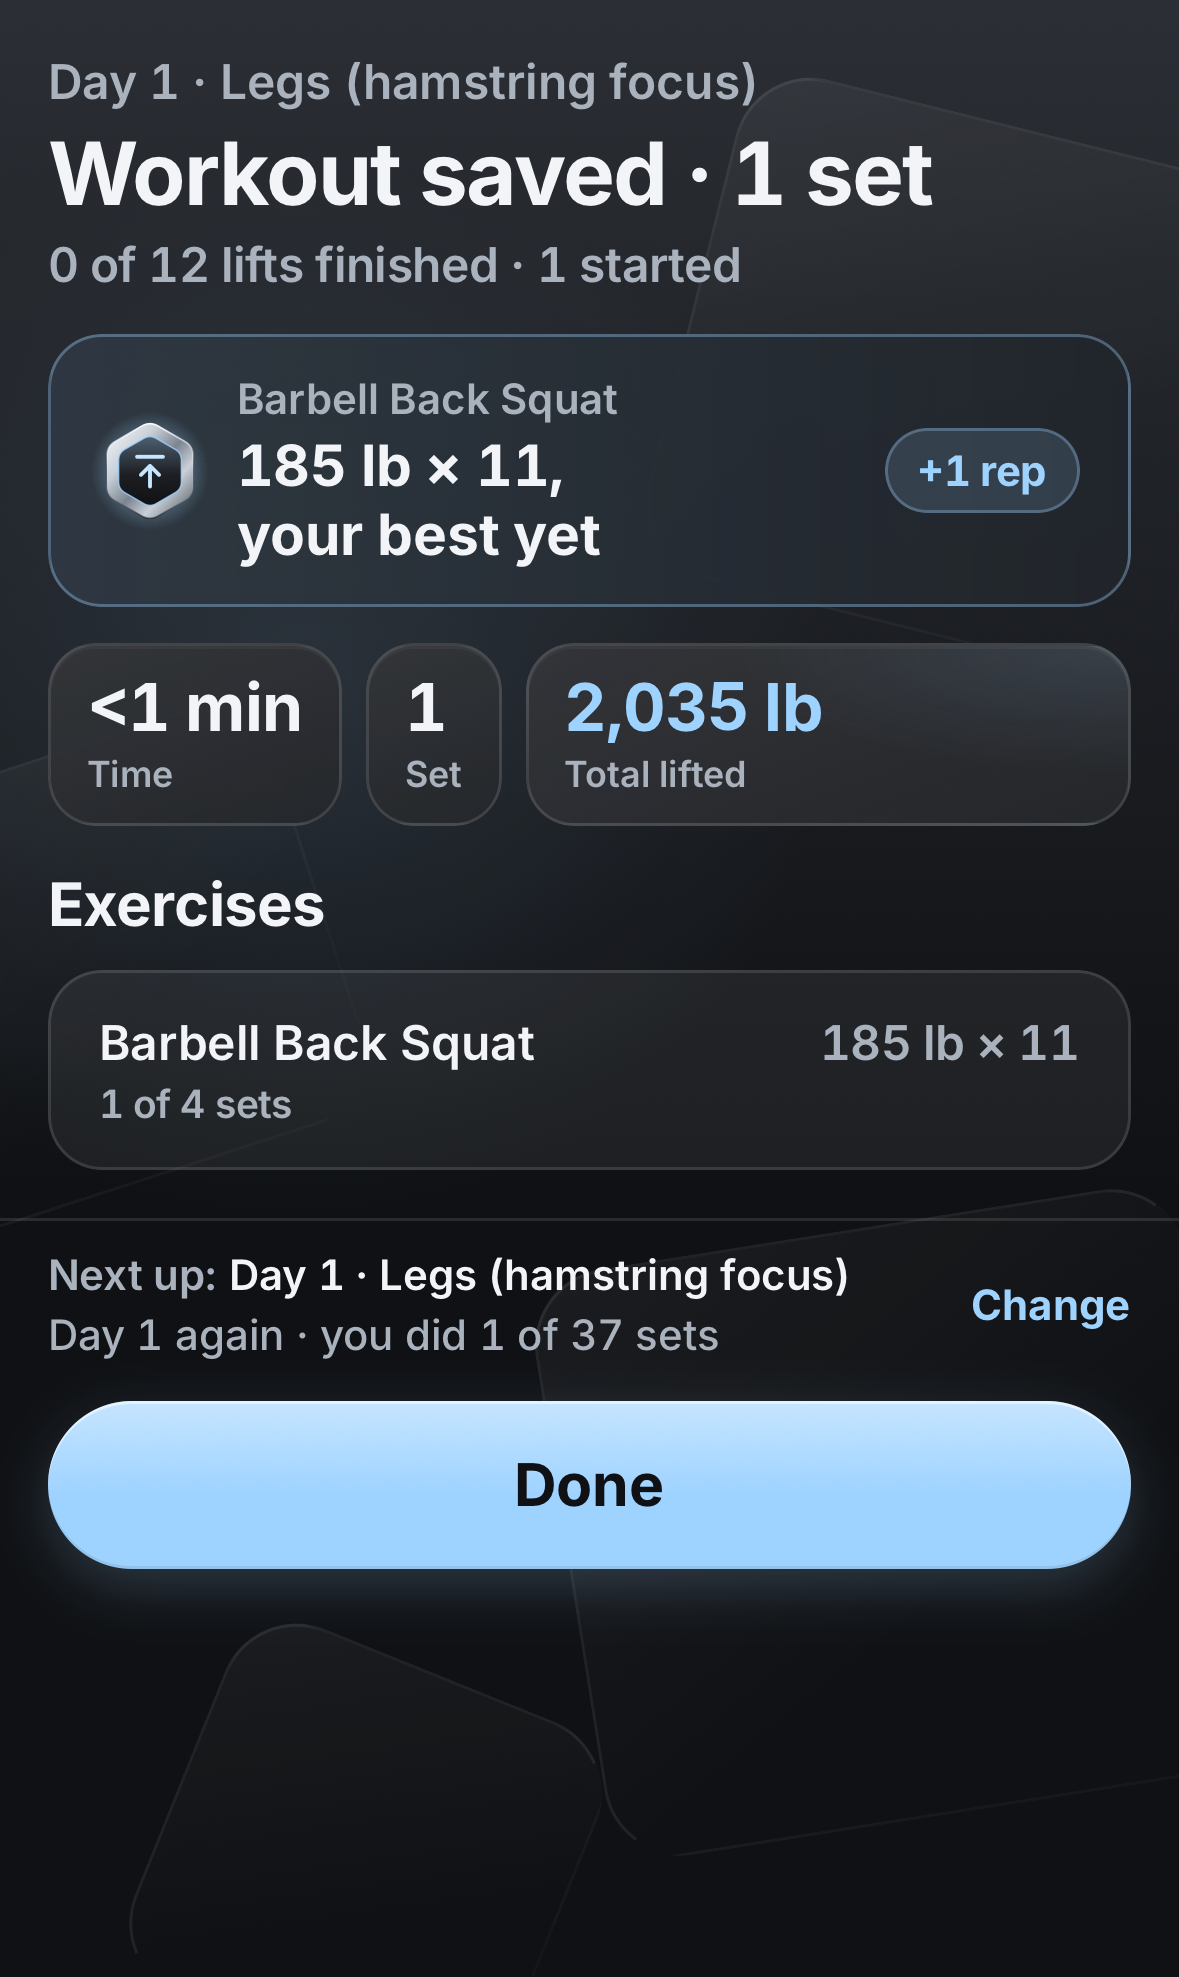 Day 1 · Legs (hamstring focus)
Workout saved · 1 set
0 of 12 lifts finished · 1 started
Barbell Back Squat
185 lb × 11,
your best yet
+1 rep
<1 min
Time
1
Set
2,035 lb
Total lifted
Exercises
Barbell Back Squat
185 lb × 11
1 of 4 sets
Next up: Day 1 · Legs (hamstring focus)
Day 1 again · you did 1 of 37 sets
Change
Done